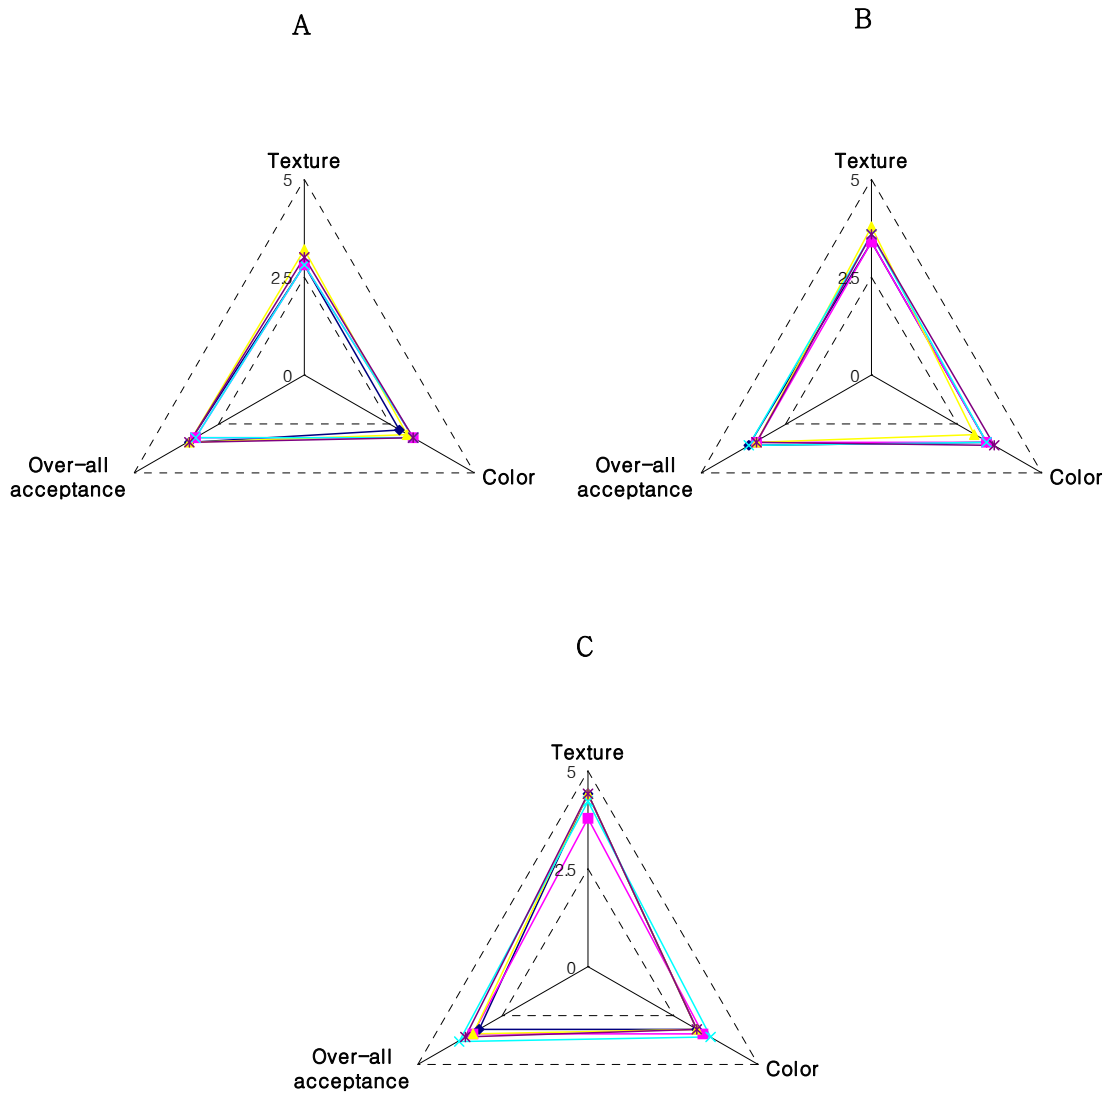 A
B
Texture
5
2.5
0
Over-all
acceptance
Color
Texture
5
2.5
0
Over-all
acceptance
Color
C
Texture
5
2.5
0
Over-all
acceptance
Color